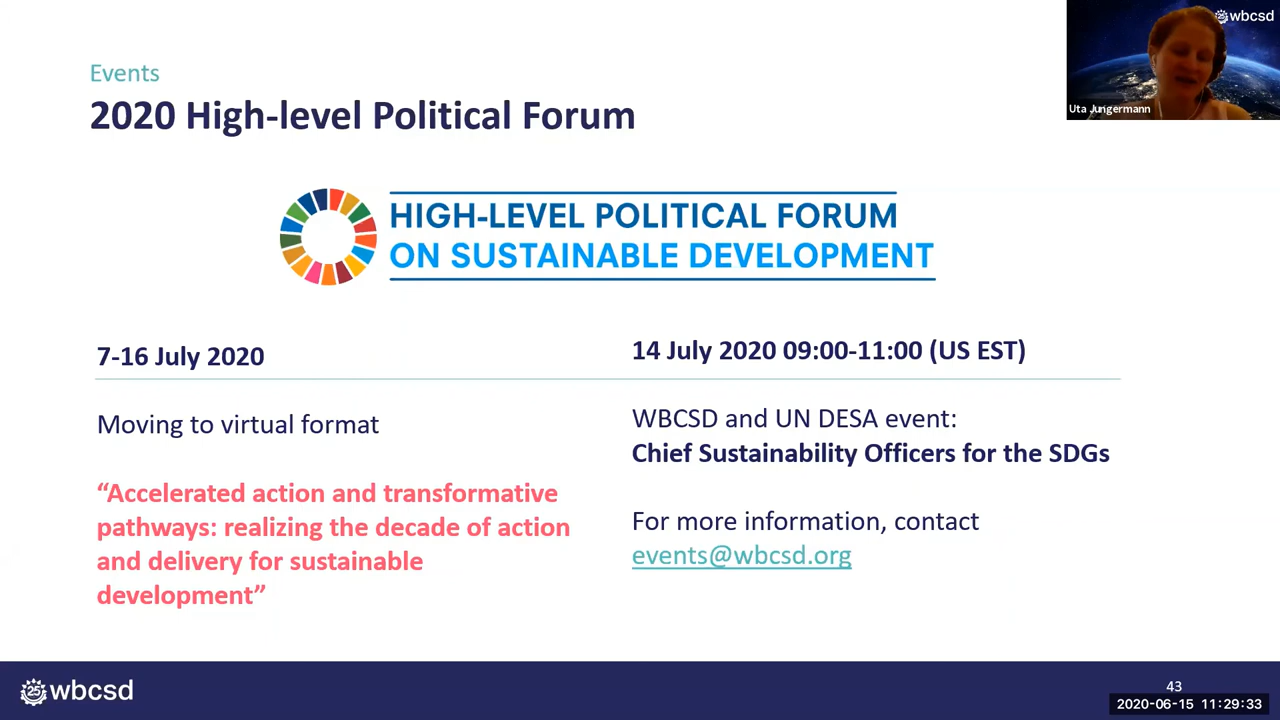 wbcsd
Uta Jungermann
Events
2020 High-level Political Forum
HIGH-LEVEL POLITICAL FORUM
ON SUSTAINABLE DEVELOPMENT
7-16 July 2020
Moving to virtual format
“Accelerated action and transformative
pathways: realizing the decade of action
and delivery for sustainable
development”
14 July 2020 09:00-11:00 (US EST)
WBCSD and UN DESA event:
Chief Sustainability Officers for the SDGs
For more information, contact
events@wbcsd.org
25 wbcsd
43
2020-06-15 11:29:33